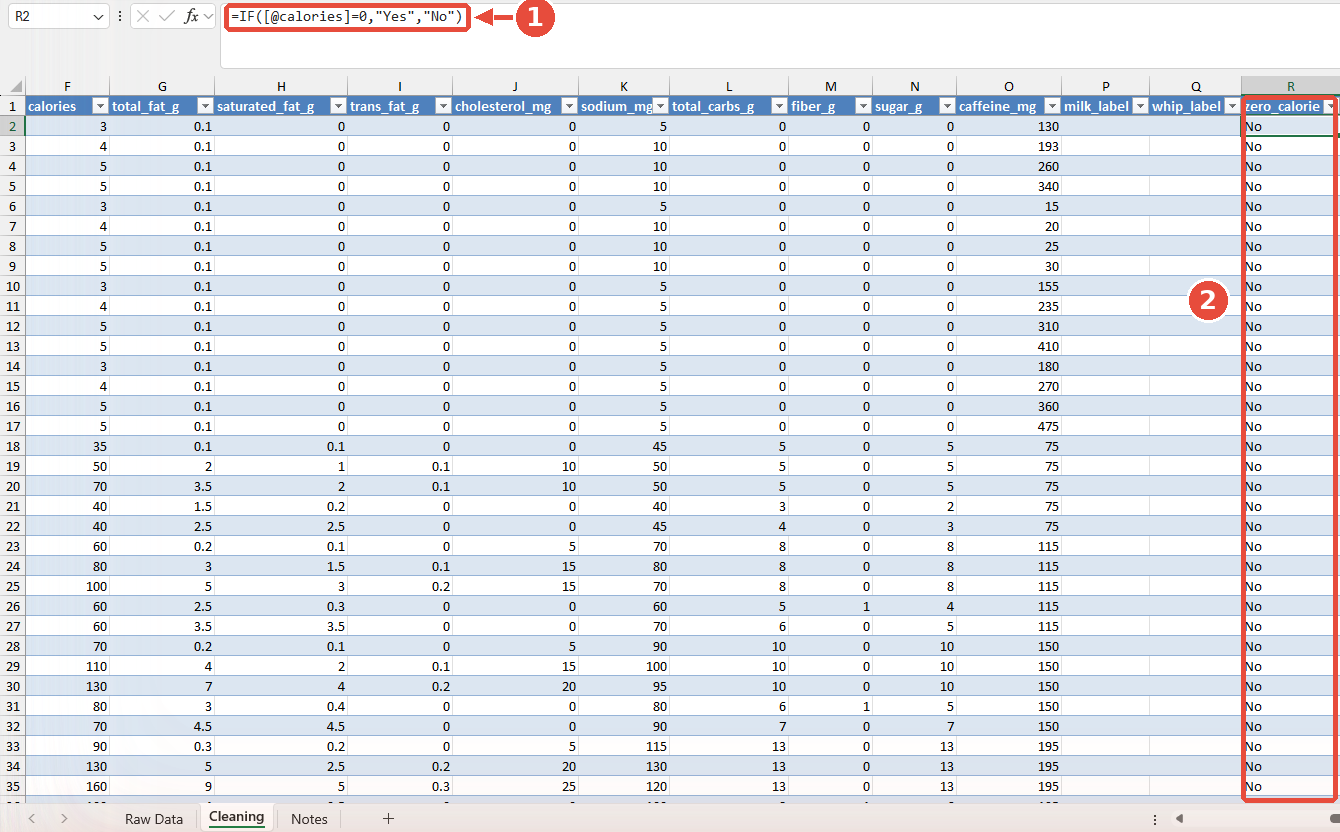 R2 fx =IF([@calories]=0,"Yes","No") 1
F G H I J K L M N O P Q R
1 calories total_fat_g saturated_fat_g trans_fat_g cholesterol_mg sodium_mg total_carbs_g fiber_g sugar_g caffeine_mg milk_label whip_label zero_calorie
2 3 0.1 0 0 0 5 0 0 0 130 No
3 4 0.1 0 0 0 10 0 0 0 193 No
4 5 0.1 0 0 0 10 0 0 0 260 No
5 5 0.1 0 0 0 10 0 0 0 340 No
6 3 0.1 0 0 0 5 0 0 0 15 No
7 4 0.1 0 0 0 10 0 0 0 20 No
8 5 0.1 0 0 0 10 0 0 0 25 No
9 5 0.1 0 0 0 10 0 0 0 30 No
10 3 0.1 0 0 0 5 0 0 0 155 No
2
11 4 0.1 0 0 0 5 0 0 0 235 No
12 5 0.1 0 0 0 5 0 0 0 310 No
13 5 0.1 0 0 0 5 0 0 0 410 No
14 3 0.1 0 0 0 5 0 0 0 180 No
15 4 0.1 0 0 0 5 0 0 0 270 No
16 5 0.1 0 0 0 5 0 0 0 360 No
17 5 0.1 0 0 0 5 0 0 0 475 No
18 35 0.1 0.1 0 0 45 5 0 5 75 No
19 50 2 1 0.1 10 50 5 0 5 75 No
20 70 3.5 2 0.1 10 50 5 0 5 75 No
21 40 1.5 0.2 0 0 40 3 0 2 75 No
22 40 2.5 2.5 0 0 45 4 0 3 75 No
23 60 0.2 0.1 0 5 70 8 0 8 115 No
24 80 3 1.5 0.1 15 80 8 0 8 115 No
25 100 5 3 0.2 15 70 8 0 8 115 No
26 60 2.5 0.3 0 0 60 5 1 4 115 No
27 60 3.5 3.5 0 0 70 6 0 5 115 No
28 70 0.2 0.1 0 5 90 10 0 10 150 No
29 110 4 2 0.1 15 100 10 0 10 150 No
30 130 7 4 0.2 20 95 10 0 10 150 No
31 80 3 0.4 0 0 80 6 1 5 150 No
32 70 4.5 4.5 0 0 90 7 0 7 150 No
33 90 0.3 0.2 0 5 115 13 0 13 195 No
34 130 5 2.5 0.2 20 130 13 0 13 195 No
35 160 9 5 0.3 25 120 13 0 13 195 No
Raw Data Cleaning Notes +